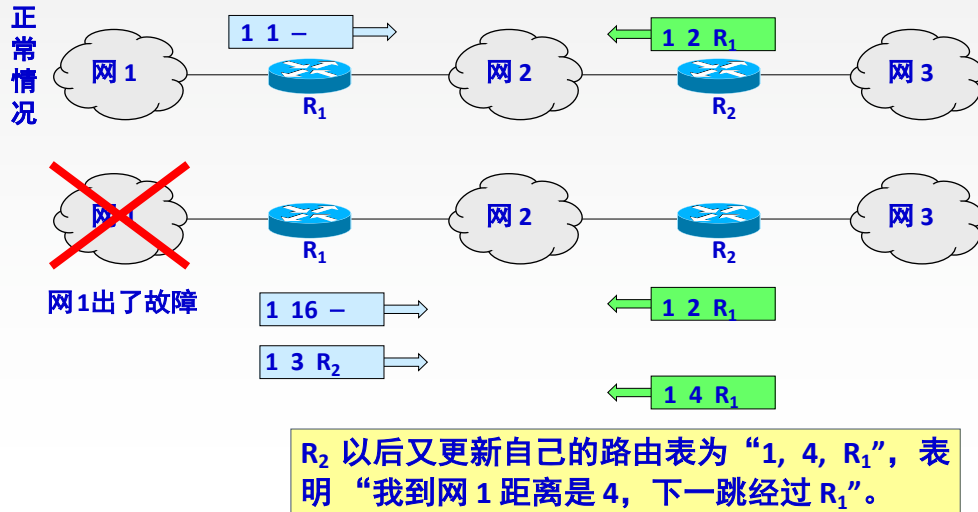 正常情况
1 1 –
1 2 R₁
网 1
网 2
网 3
R₁
R₂
网 1
网 2
网 3
R₁
R₂
网1出了故障
1 16 –
1 2 R₁
1 3 R₂
1 4 R₁
R₂ 以后又更新自己的路由表为“1, 4, R₁”, 表
明 “我到网 1 距离是 4, 下一跳经过 R₁”。